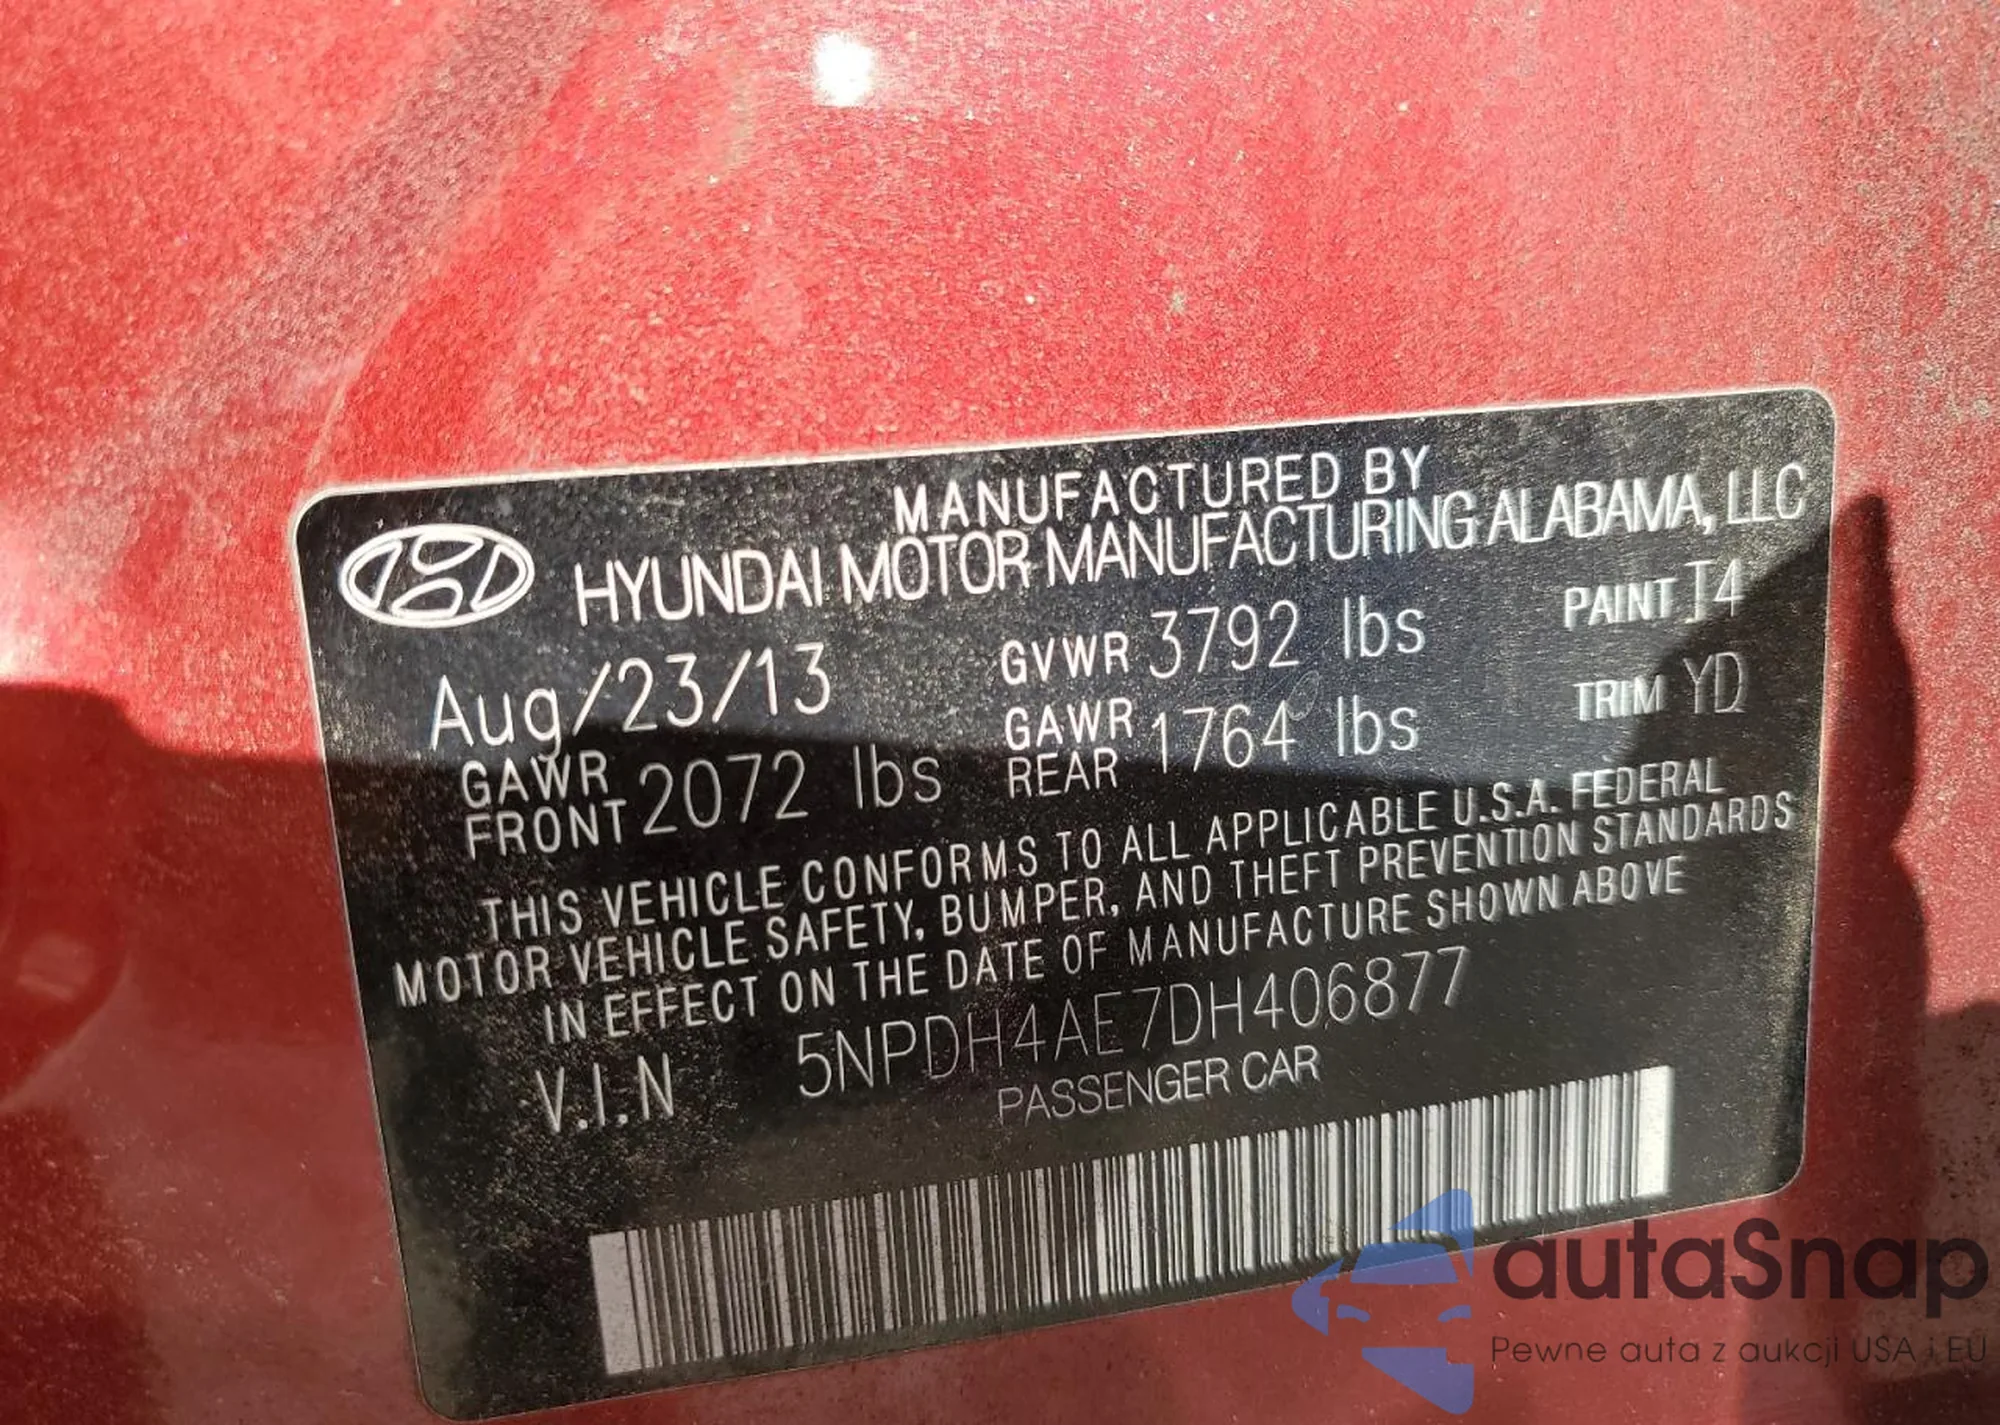 MANUFACTURED BY
HYUNDAI MOTOR MANUFACTURING ALABAMA, LLC
Aug/23/13 GVWR 3792 lbs PAINT T4
GAWR FRONT 2072 lbs GAWR REAR 1764 lbs TRIM YD
THIS VEHICLE CONFORMS TO ALL APPLICABLE U.S.A. FEDERAL
MOTOR VEHICLE SAFETY, BUMPER, AND THEFT PREVENTION STANDARDS
IN EFFECT ON THE DATE OF MANUFACTURE SHOWN ABOVE
V.I.N 5NPDH4AE7DH406877
PASSENGER CAR
autaSnap
Pewne auta z aukcji USA i EU